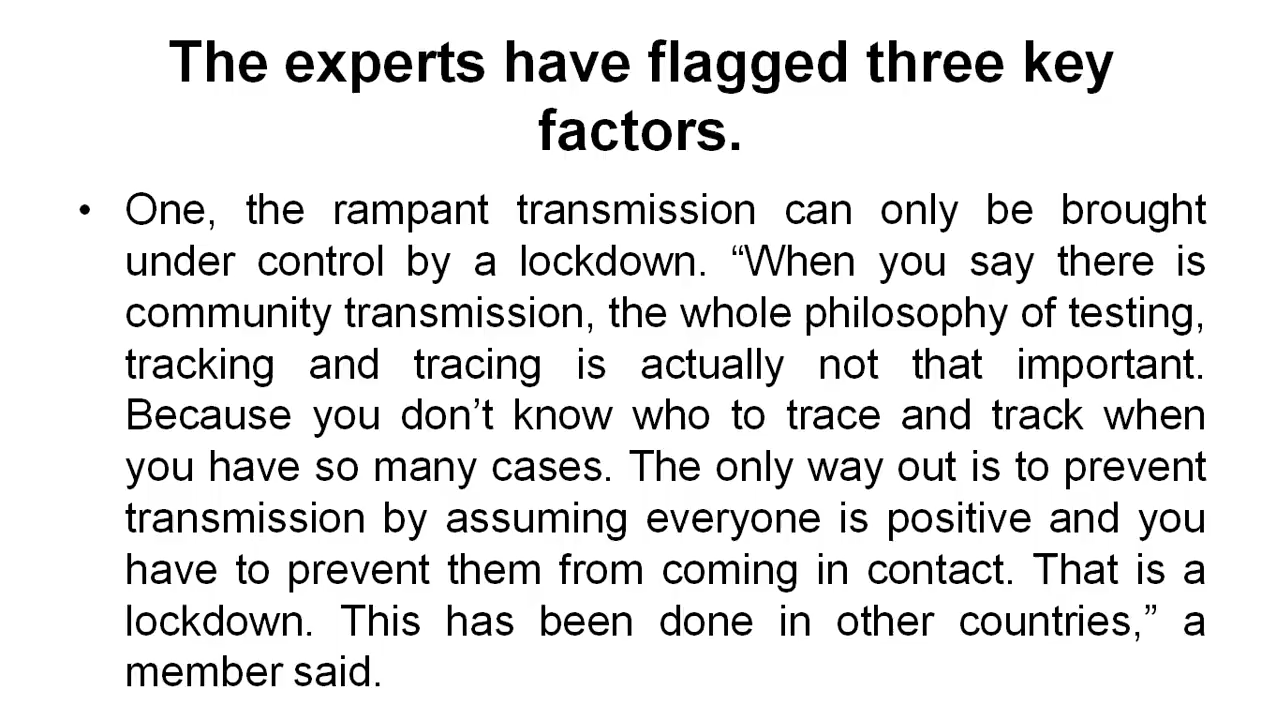 The experts have flagged three key
factors.
• One, the rampant transmission can only be brought
under control by a lockdown. “When you say there is
community transmission, the whole philosophy of testing,
tracking and tracing is actually not that important.
Because you don’t know who to trace and track when
you have so many cases. The only way out is to prevent
transmission by assuming everyone is positive and you
have to prevent them from coming in contact. That is a
lockdown. This has been done in other countries,” a
member said.